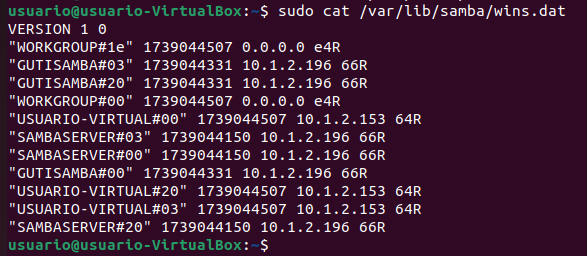 usuario@usuario-VirtualBox:~$ sudo cat /var/lib/samba/wins.dat
VERSION 1 0
"WORKGROUP#1e" 1739044507 0.0.0.0 e4R
"GUTISAMBA#03" 1739044331 10.1.2.196 66R
"GUTISAMBA#20" 1739044331 10.1.2.196 66R
"WORKGROUP#00" 1739044507 0.0.0.0 e4R
"USUARIO-VIRTUAL#00" 1739044507 10.1.2.153 64R
"SAMBASERVER#03" 1739044150 10.1.2.196 66R
"SAMBASERVER#00" 1739044150 10.1.2.196 66R
"GUTISAMBA#00" 1739044331 10.1.2.196 66R
"USUARIO-VIRTUAL#20" 1739044507 10.1.2.153 64R
"USUARIO-VIRTUAL#03" 1739044507 10.1.2.153 64R
"SAMBASERVER#20" 1739044150 10.1.2.196 66R
usuario@usuario-VirtualBox:~$